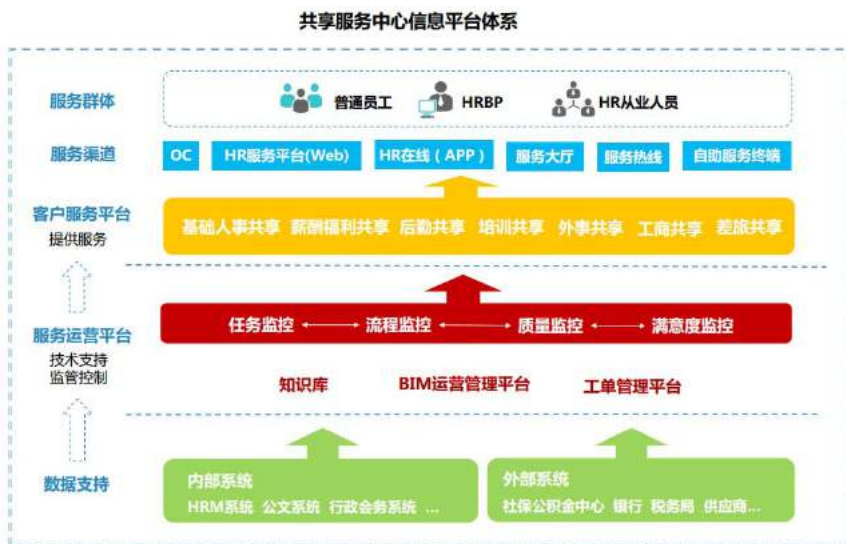 共享服务中心信息平台体系
服务群体
普通员工 HRBP HR从业人员
服务渠道
OC HR服务平台(Web) HR在线（APP） 服务大厅 服务热线 自助服务终端
客户服务平台
提供服务
基础人事共享 薪酬福利共享 后勤共享 培训共享 外事共享 工商共享 差旅共享
服务运营平台
技术支持
监管控制
任务监控 流程监控 质量监控 满意度监控
知识库 BIM运营管理平台 工单管理平台
数据支持
内部系统
HRM系统 公文系统 行政会务系统 ...
外部系统
社保公积金中心 银行 税务局 供应商...